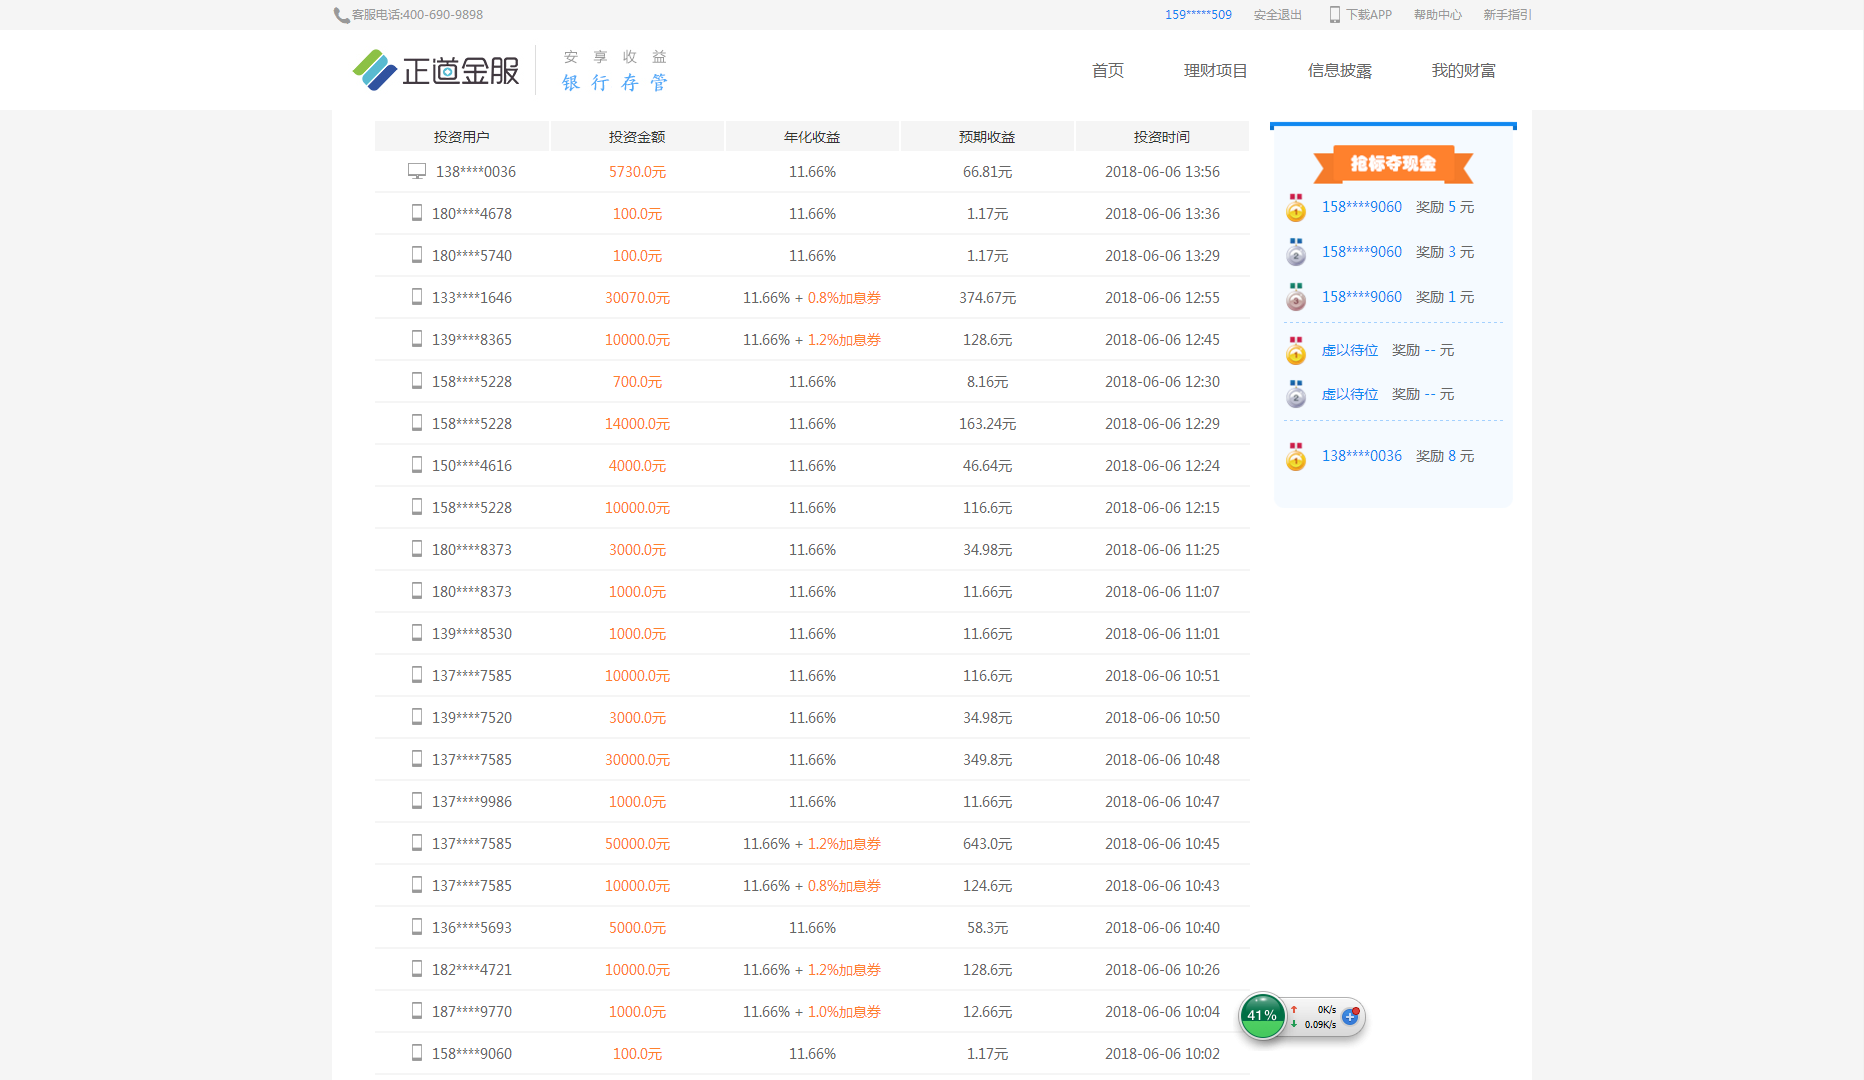 客服电话:400-690-9898
159*****509 安全退出 下载APP 帮助中心 新手指引
正道金服
安享收益
银行存管
首页 理财项目 信息披露 我的财富
投资用户 投资金额 年化收益 预期收益 投资时间
138****0036 5730.0元 11.66% 66.81元 2018-06-06 13:56
180****4678 100.0元 11.66% 1.17元 2018-06-06 13:36
180****5740 100.0元 11.66% 1.17元 2018-06-06 13:29
133****1646 30070.0元 11.66% + 0.8%加息券 374.67元 2018-06-06 12:55
139****8365 10000.0元 11.66% + 1.2%加息券 128.6元 2018-06-06 12:45
158****5228 700.0元 11.66% 8.16元 2018-06-06 12:30
158****5228 14000.0元 11.66% 163.24元 2018-06-06 12:29
150****4616 4000.0元 11.66% 46.64元 2018-06-06 12:24
158****5228 10000.0元 11.66% 116.6元 2018-06-06 12:15
180****8373 3000.0元 11.66% 34.98元 2018-06-06 11:25
180****8373 1000.0元 11.66% 11.66元 2018-06-06 11:07
139****8530 1000.0元 11.66% 11.66元 2018-06-06 11:01
137****7585 10000.0元 11.66% 116.6元 2018-06-06 10:51
139****7520 3000.0元 11.66% 34.98元 2018-06-06 10:50
137****7585 30000.0元 11.66% 349.8元 2018-06-06 10:48
137****9986 1000.0元 11.66% 11.66元 2018-06-06 10:47
137****7585 50000.0元 11.66% + 1.2%加息券 643.0元 2018-06-06 10:45
137****7585 10000.0元 11.66% + 0.8%加息券 124.6元 2018-06-06 10:43
136****5693 5000.0元 11.66% 58.3元 2018-06-06 10:40
182****4721 10000.0元 11.66% + 1.2%加息券 128.6元 2018-06-06 10:26
187****9770 1000.0元 11.66% + 1.0%加息券 12.66元 2018-06-06 10:04
158****9060 100.0元 11.66% 1.17元 2018-06-06 10:02
抢标夺现金
1 158****9060 奖励 5 元
2 158****9060 奖励 3 元
3 158****9060 奖励 1 元
1 虚以待位 奖励 -- 元
2 虚以待位 奖励 -- 元
1 138****0036 奖励 8 元
41% 0K/s
0.09K/s